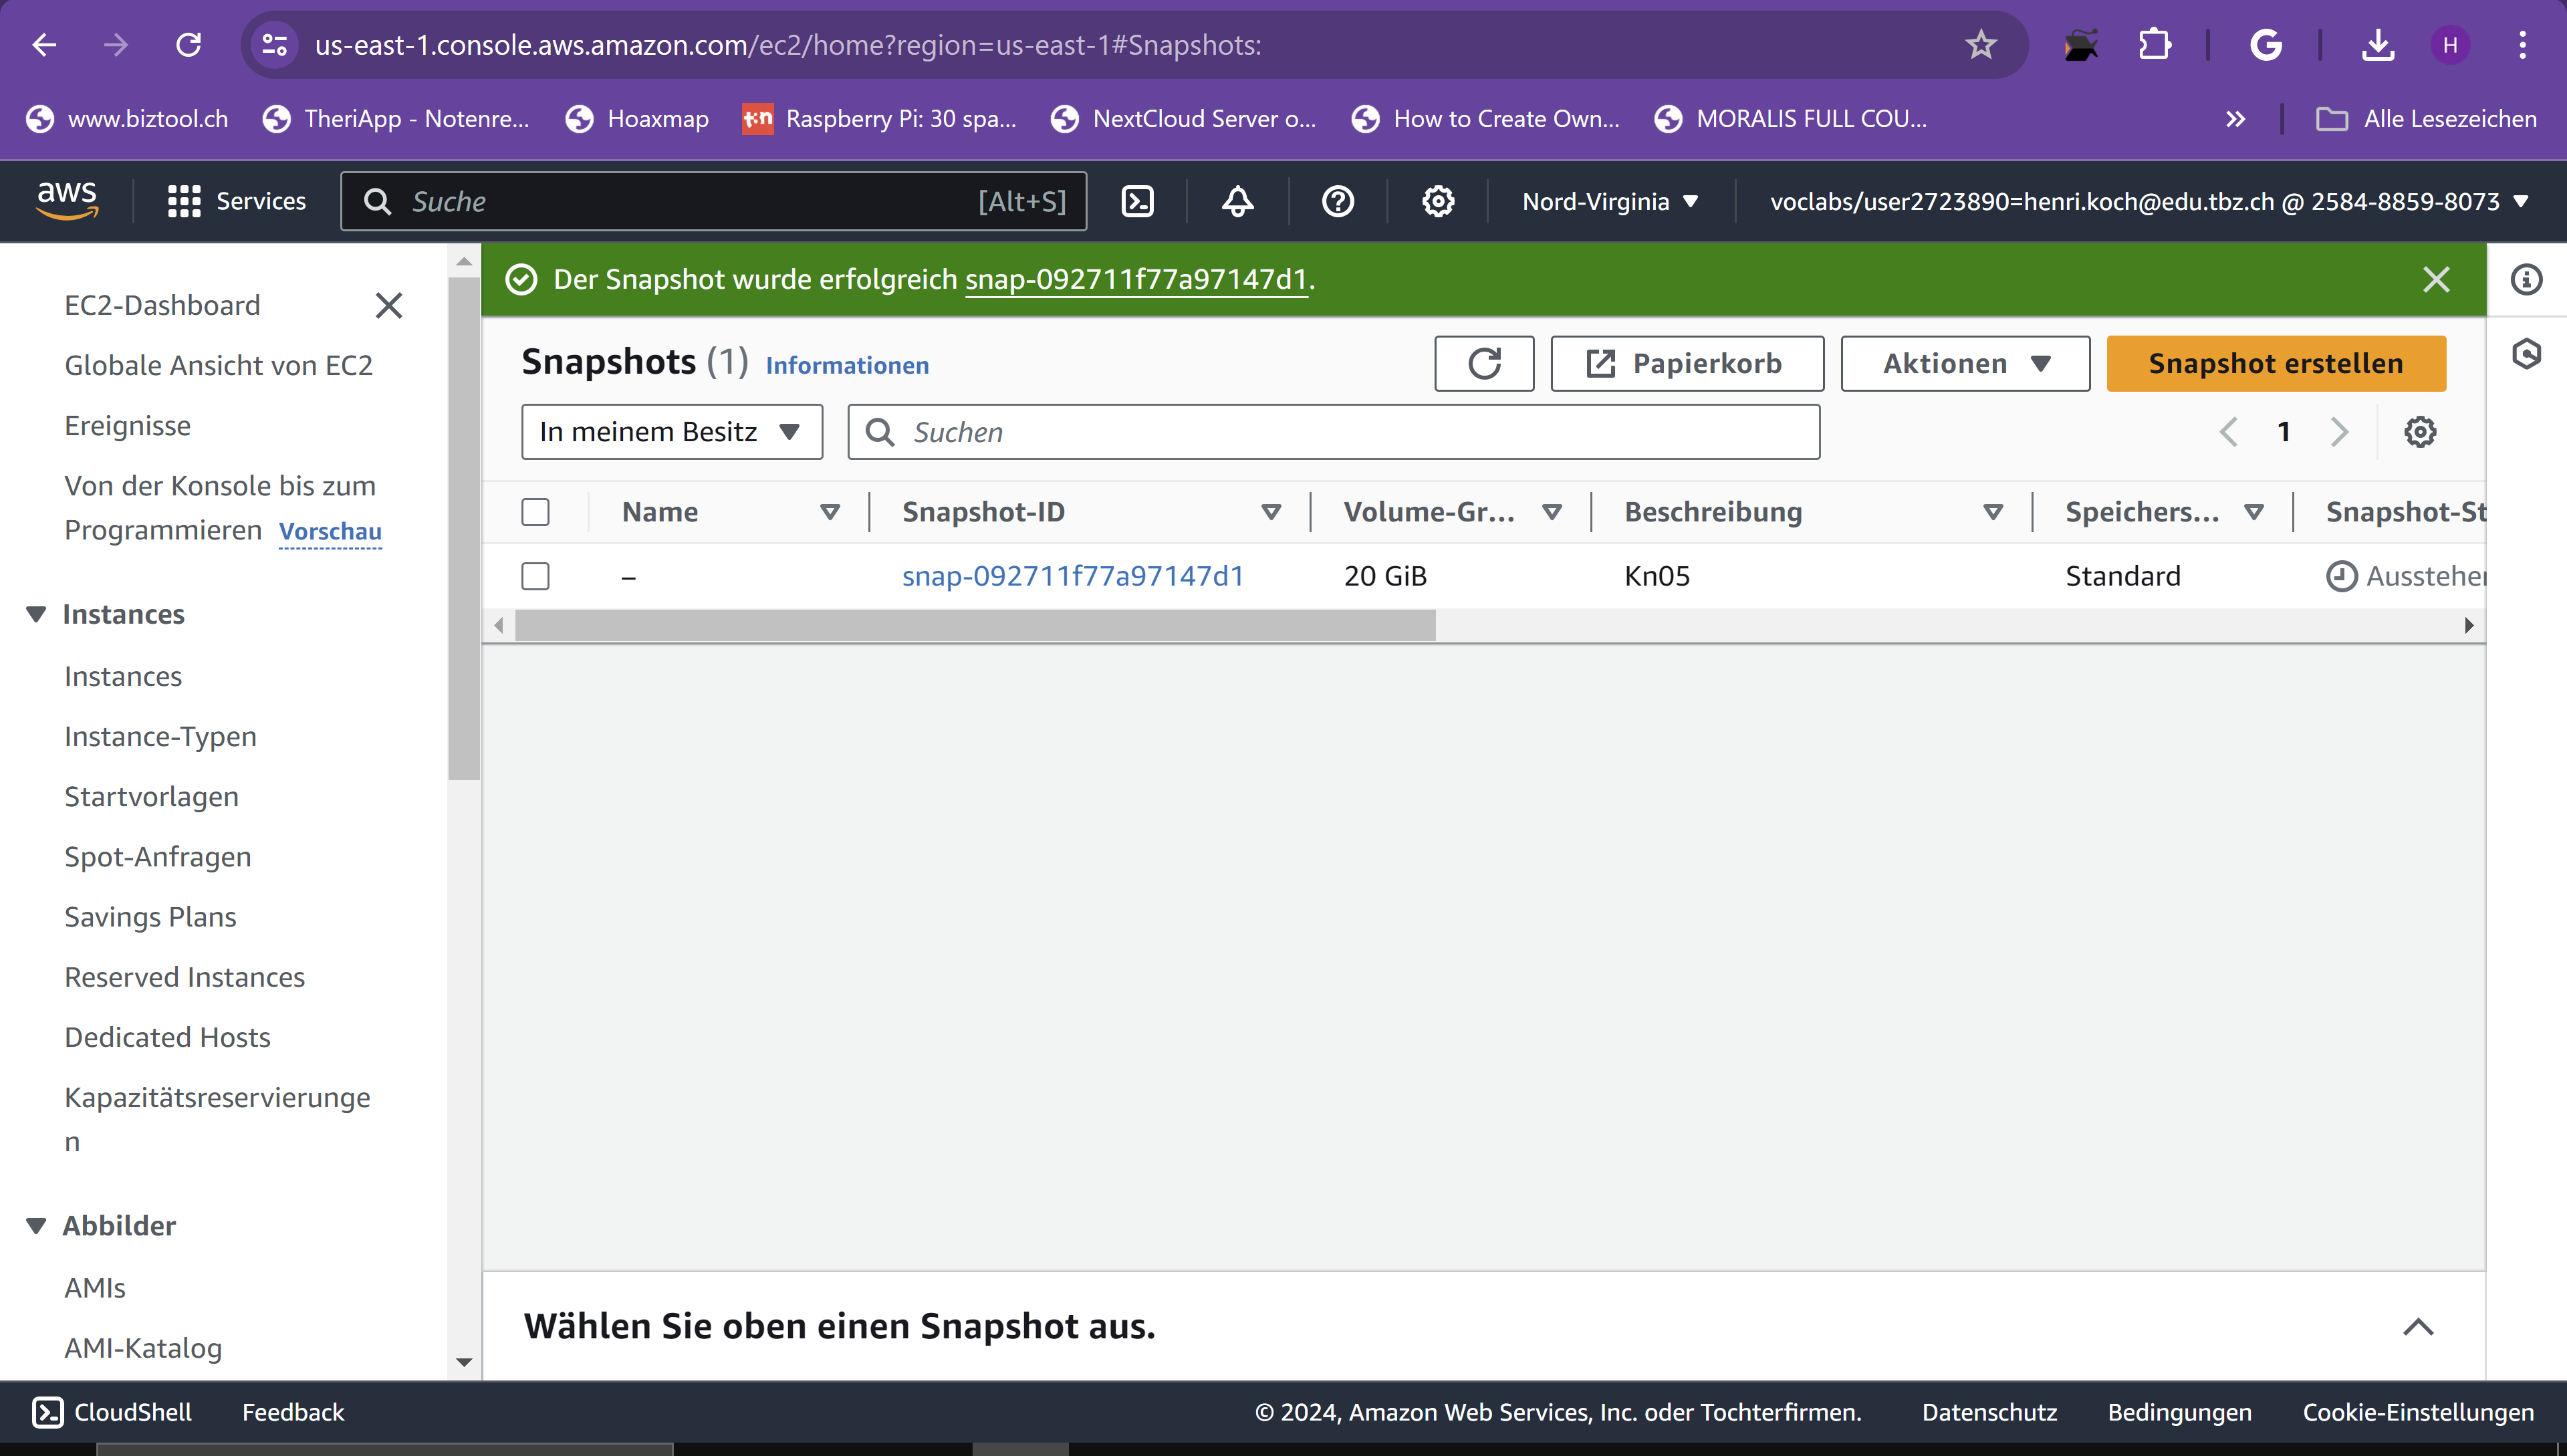 us-east-1.console.aws.amazon.com/ec2/home?region=us-east-1#Snapshots:
H
www.biztool.ch
TheriApp - Notenre...
Hoaxmap
Raspberry Pi: 30 spa...
NextCloud Server o...
How to Create Own...
MORALIS FULL COU...
Alle Lesezeichen
aws
Services
Suche
[Alt+S]
Nord-Virginia
voclabs/user2723890=henri.koch@edu.tbz.ch @ 2584-8859-8073
EC2-Dashboard
Globale Ansicht von EC2
Ereignisse
Von der Konsole bis zum
Programmieren Vorschau
Instances
Instances
Instance-Typen
Startvorlagen
Spot-Anfragen
Savings Plans
Reserved Instances
Dedicated Hosts
Kapazitätsreservierunge
n
Abbilder
AMIs
AMI-Katalog
Der Snapshot wurde erfolgreich snap-092711f77a97147d1.
Snapshots (1) Informationen
Papierkorb
Aktionen
Snapshot erstellen
In meinem Besitz
Suchen
1
Name Snapshot-ID Volume-Gr... Beschreibung Speichers... Snapshot-St
– snap-092711f77a97147d1 20 GiB Kn05 Standard Ausstehen
Wählen Sie oben einen Snapshot aus.
CloudShell
Feedback
© 2024, Amazon Web Services, Inc. oder Tochterfirmen.
Datenschutz
Bedingungen
Cookie-Einstellungen